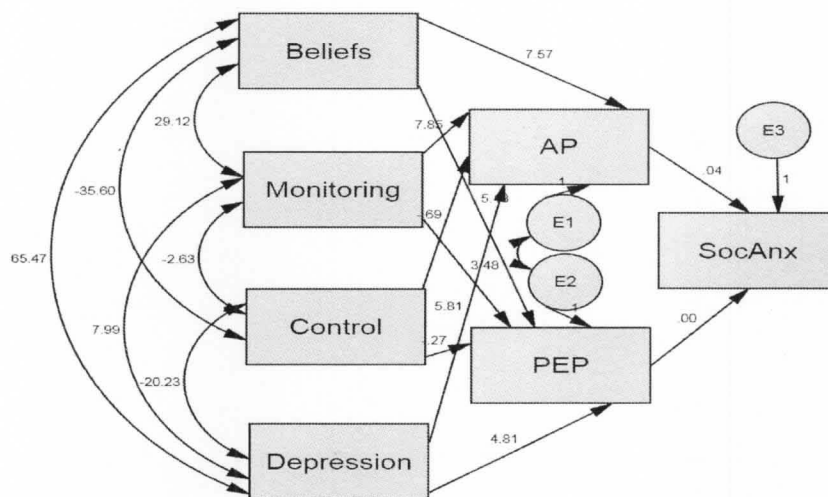 Beliefs
7.57
29.12
7.85
AP
E3
-35.60
Monitoring
.04
1
1
.69
E1
SocAnx
65.47
-2.63
3.48
E2
7.99
Control
5.81
1
.27
.00
PEP
-20.23
4.81
Depression